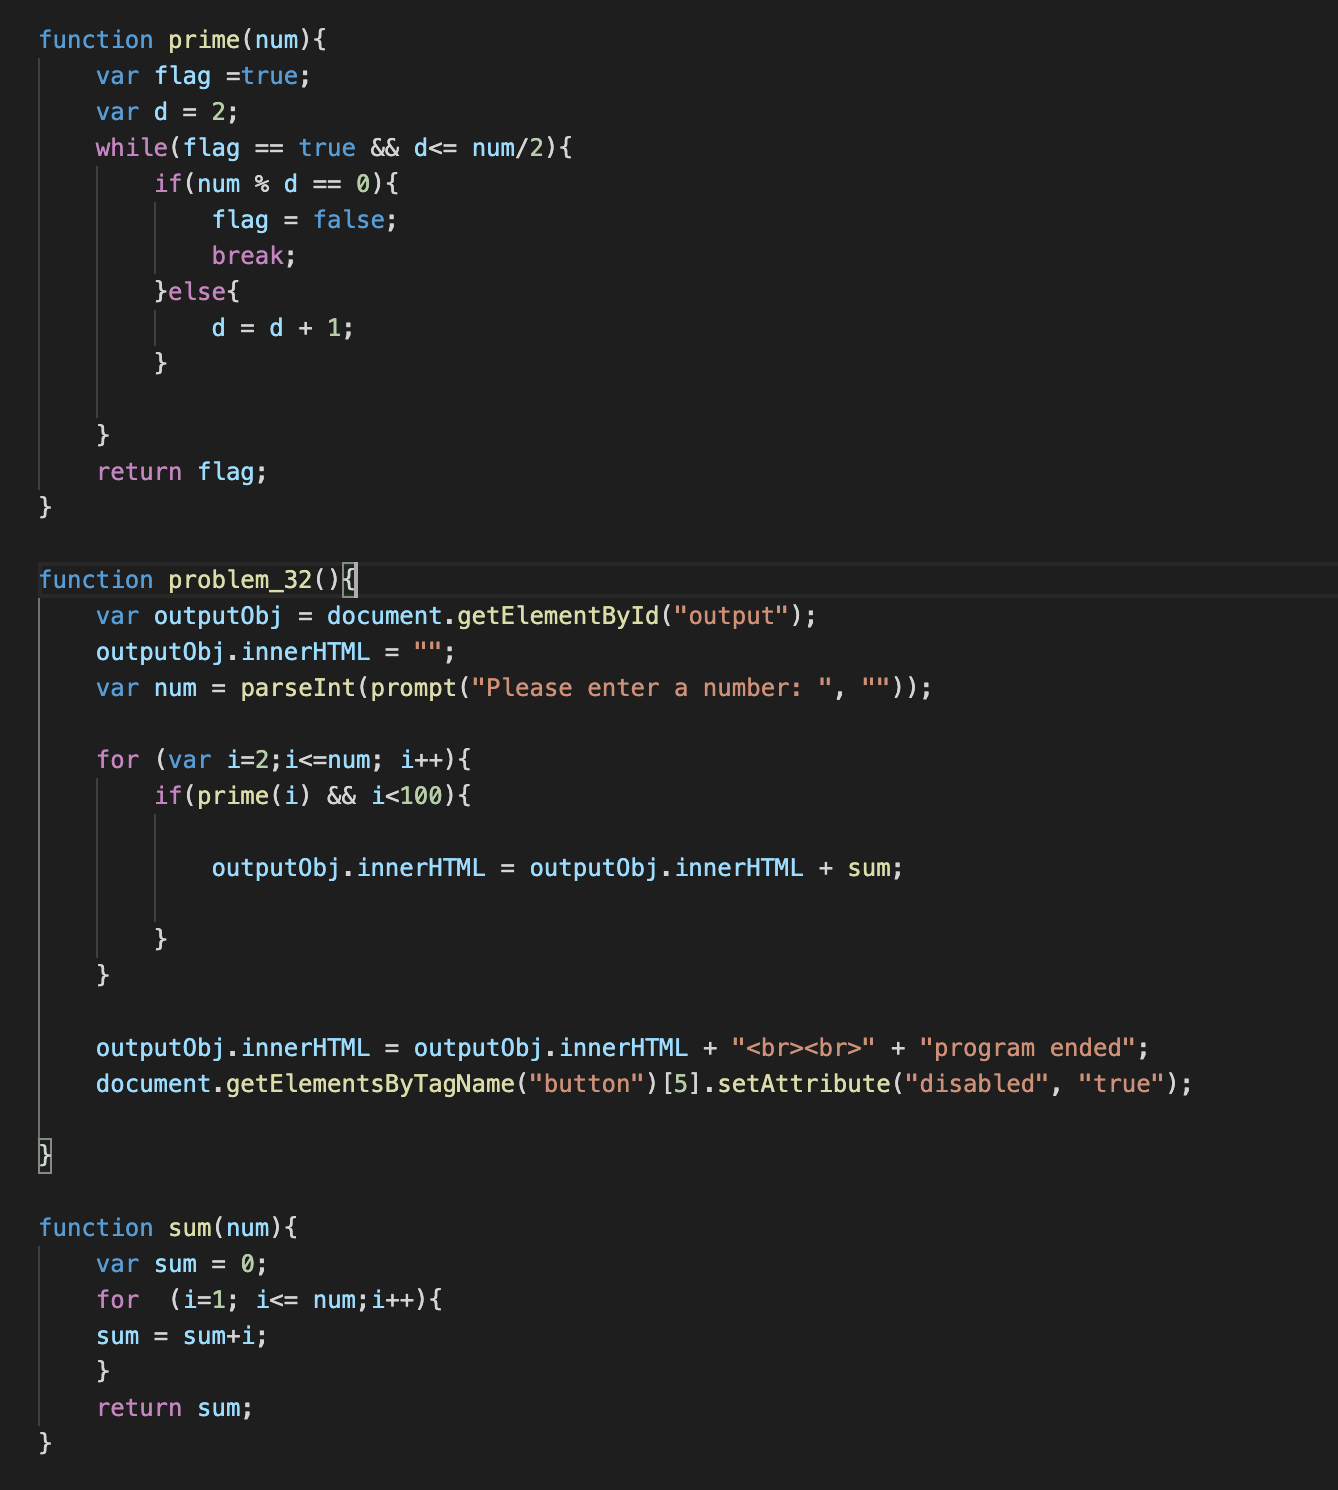 function prime(num){
    var flag =true;
    var d = 2;
    while(flag == true && d<= num/2){
        if(num % d == 0){
            flag = false;
            break;
        }else{
            d = d + 1;
        }

    }
    return flag;
}

function problem_32(){
    var outputObj = document.getElementById("output");
    outputObj.innerHTML = "";
    var num = parseInt(prompt("Please enter a number: ", ""));

    for (var i=2;i<=num; i++){
        if(prime(i) && i<100){

            outputObj.innerHTML = outputObj.innerHTML + sum;

        }
    }

    outputObj.innerHTML = outputObj.innerHTML + "<br><br>" + "program ended";
    document.getElementsByTagName("button")[5].setAttribute("disabled", "true");

}

function sum(num){
    var sum = 0;
    for  (i=1; i<= num;i++){
    sum = sum+i;
    }
    return sum;
}